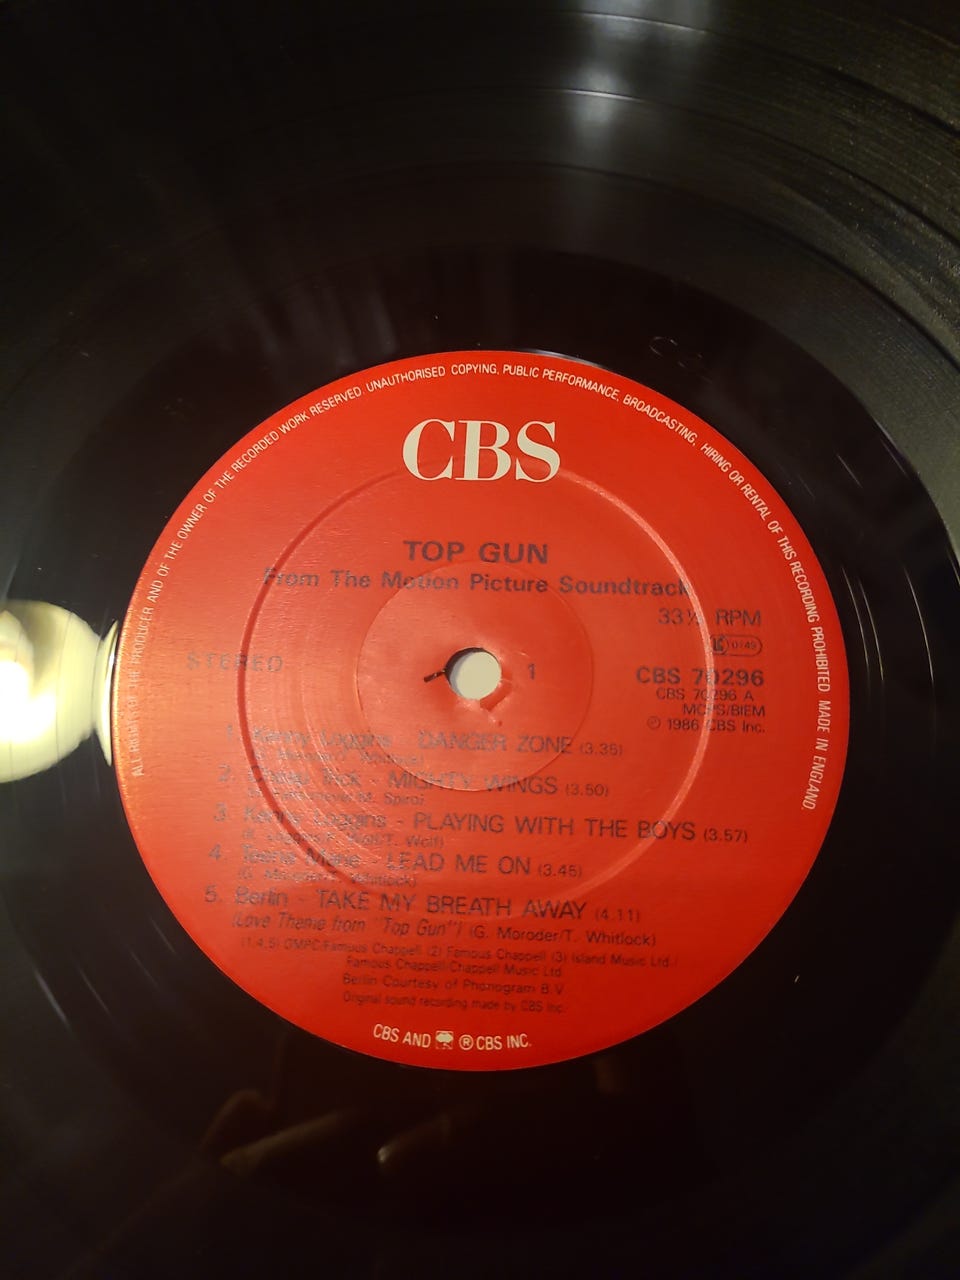 ALL RIGHTS OF THE PRODUCER AND OF THE OWNER OF THE RECORDED WORK RESERVED. UNAUTHORISED COPYING, PUBLIC PERFORMANCE, BROADCASTING, HIRING OR RENTAL OF THIS RECORDING PROHIBITED MADE IN ENGLAND.
CBS
TOP GUN
From The Motion Picture Soundtrack
33⅓ RPM
STEREO
1
CBS 70296
CBS 70296 A
MCPS/BIEM
℗ 1986 CBS Inc.
1. Kenny Loggins - DANGER ZONE (3.35)
2. Cheap Trick - MIGHTY WINGS (3.50)
M. Spiro)
3. Kenny Loggins - PLAYING WITH THE BOYS (3.57)
4. Teena Marie - LEAD ME ON (3.45)
Whitlock)
5. Berlin - TAKE MY BREATH AWAY (4.11)
(Love Theme from "Top Gun") (G. Moroder/T. Whitlock)
(1,4,5) GMPC/Famous Chappell (2) Famous Chappell (3) Island Music Ltd./
Famous Chappell/Chappell Music Ltd.
Berlin Courtesy of Phonogram B.V.
Original sound recording made by CBS Inc.
CBS AND ® CBS INC.